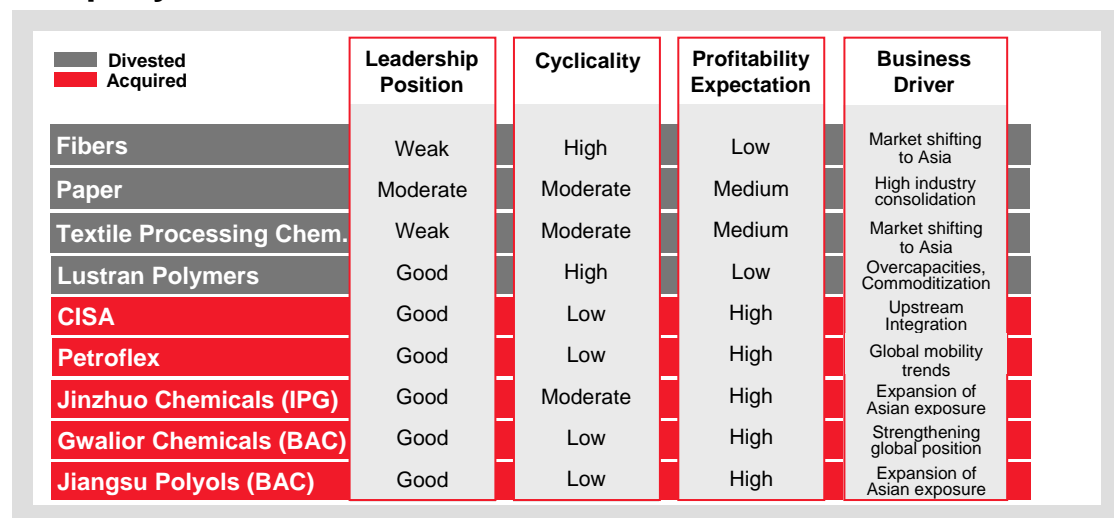 Divested
Acquired
Leadership Position
Cyclicality
Profitability Expectation
Business Driver
Fibers Weak High Low Market shifting to Asia
Paper Moderate Moderate Medium High industry consolidation
Textile Processing Chem. Weak Moderate Medium Market shifting to Asia
Lustran Polymers Good High Low Overcapacities, Commoditization
CISA Good Low High Upstream Integration
Petroflex Good Low High Global mobility trends
Jinzhuo Chemicals (IPG) Good Moderate High Expansion of Asian exposure
Gwalior Chemicals (BAC) Good Low High Strengthening global position
Jiangsu Polyols (BAC) Good Low High Expansion of Asian exposure